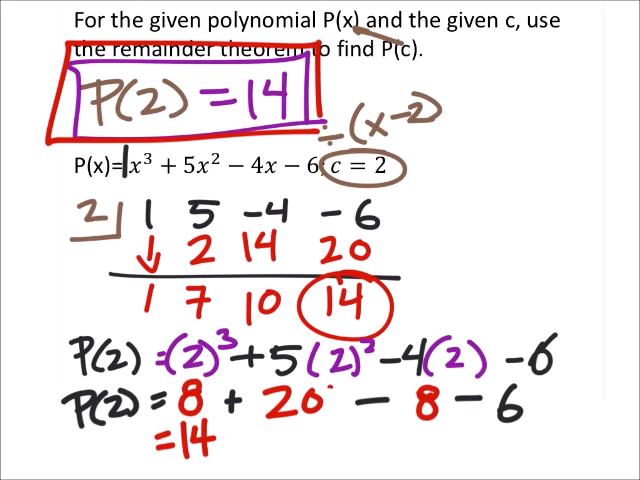 For the given polynomial P(x) and the given c, use
the remainder theorem to find P(c).
P(2) = 14
÷ (x-2)
P(x)=1x³ + 5x² − 4x − 6; c = 2
2 1 5 -4 -6
↓ 2 14 20
1 7 10 14
P(2) = (2)³ + 5(2)² - 4(2) - 6
P(2) = 8 + 20 - 8 - 6
= 14